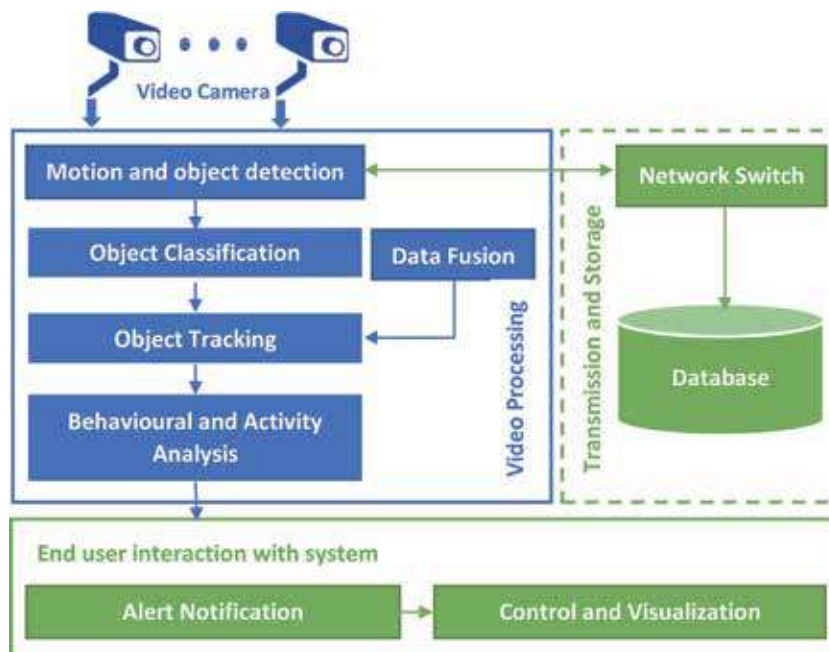 Video Camera
Motion and object detection
Object Classification
Data Fusion
Object Tracking
Behavioural and Activity
Analysis
Video Processing
Network Switch
Database
Transmission and Storage
End user interaction with system
Alert Notification
Control and Visualization